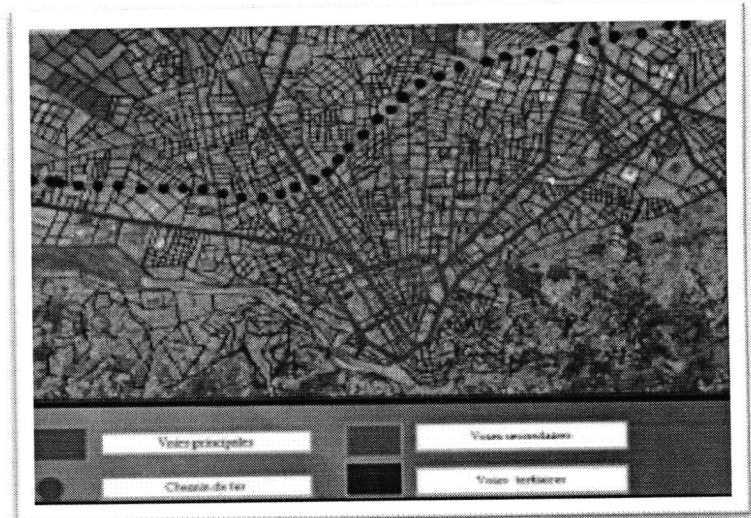 Voies principales
Voies secondaires
Chemin de fer
Voies tertiaires